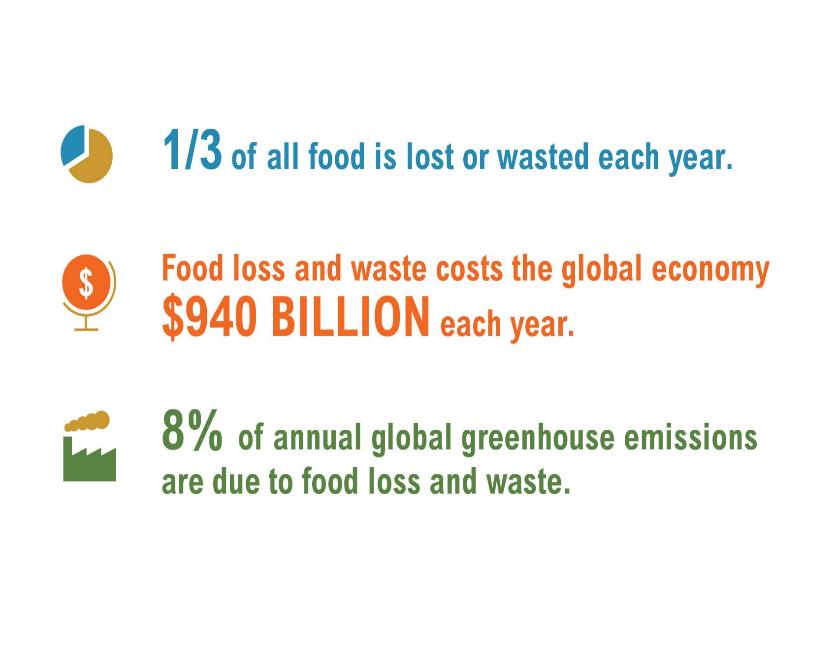 1/3 of all food is lost or wasted each year.
$
Food loss and waste costs the global economy
$940 BILLION each year.
8% of annual global greenhouse emissions
are due to food loss and waste.